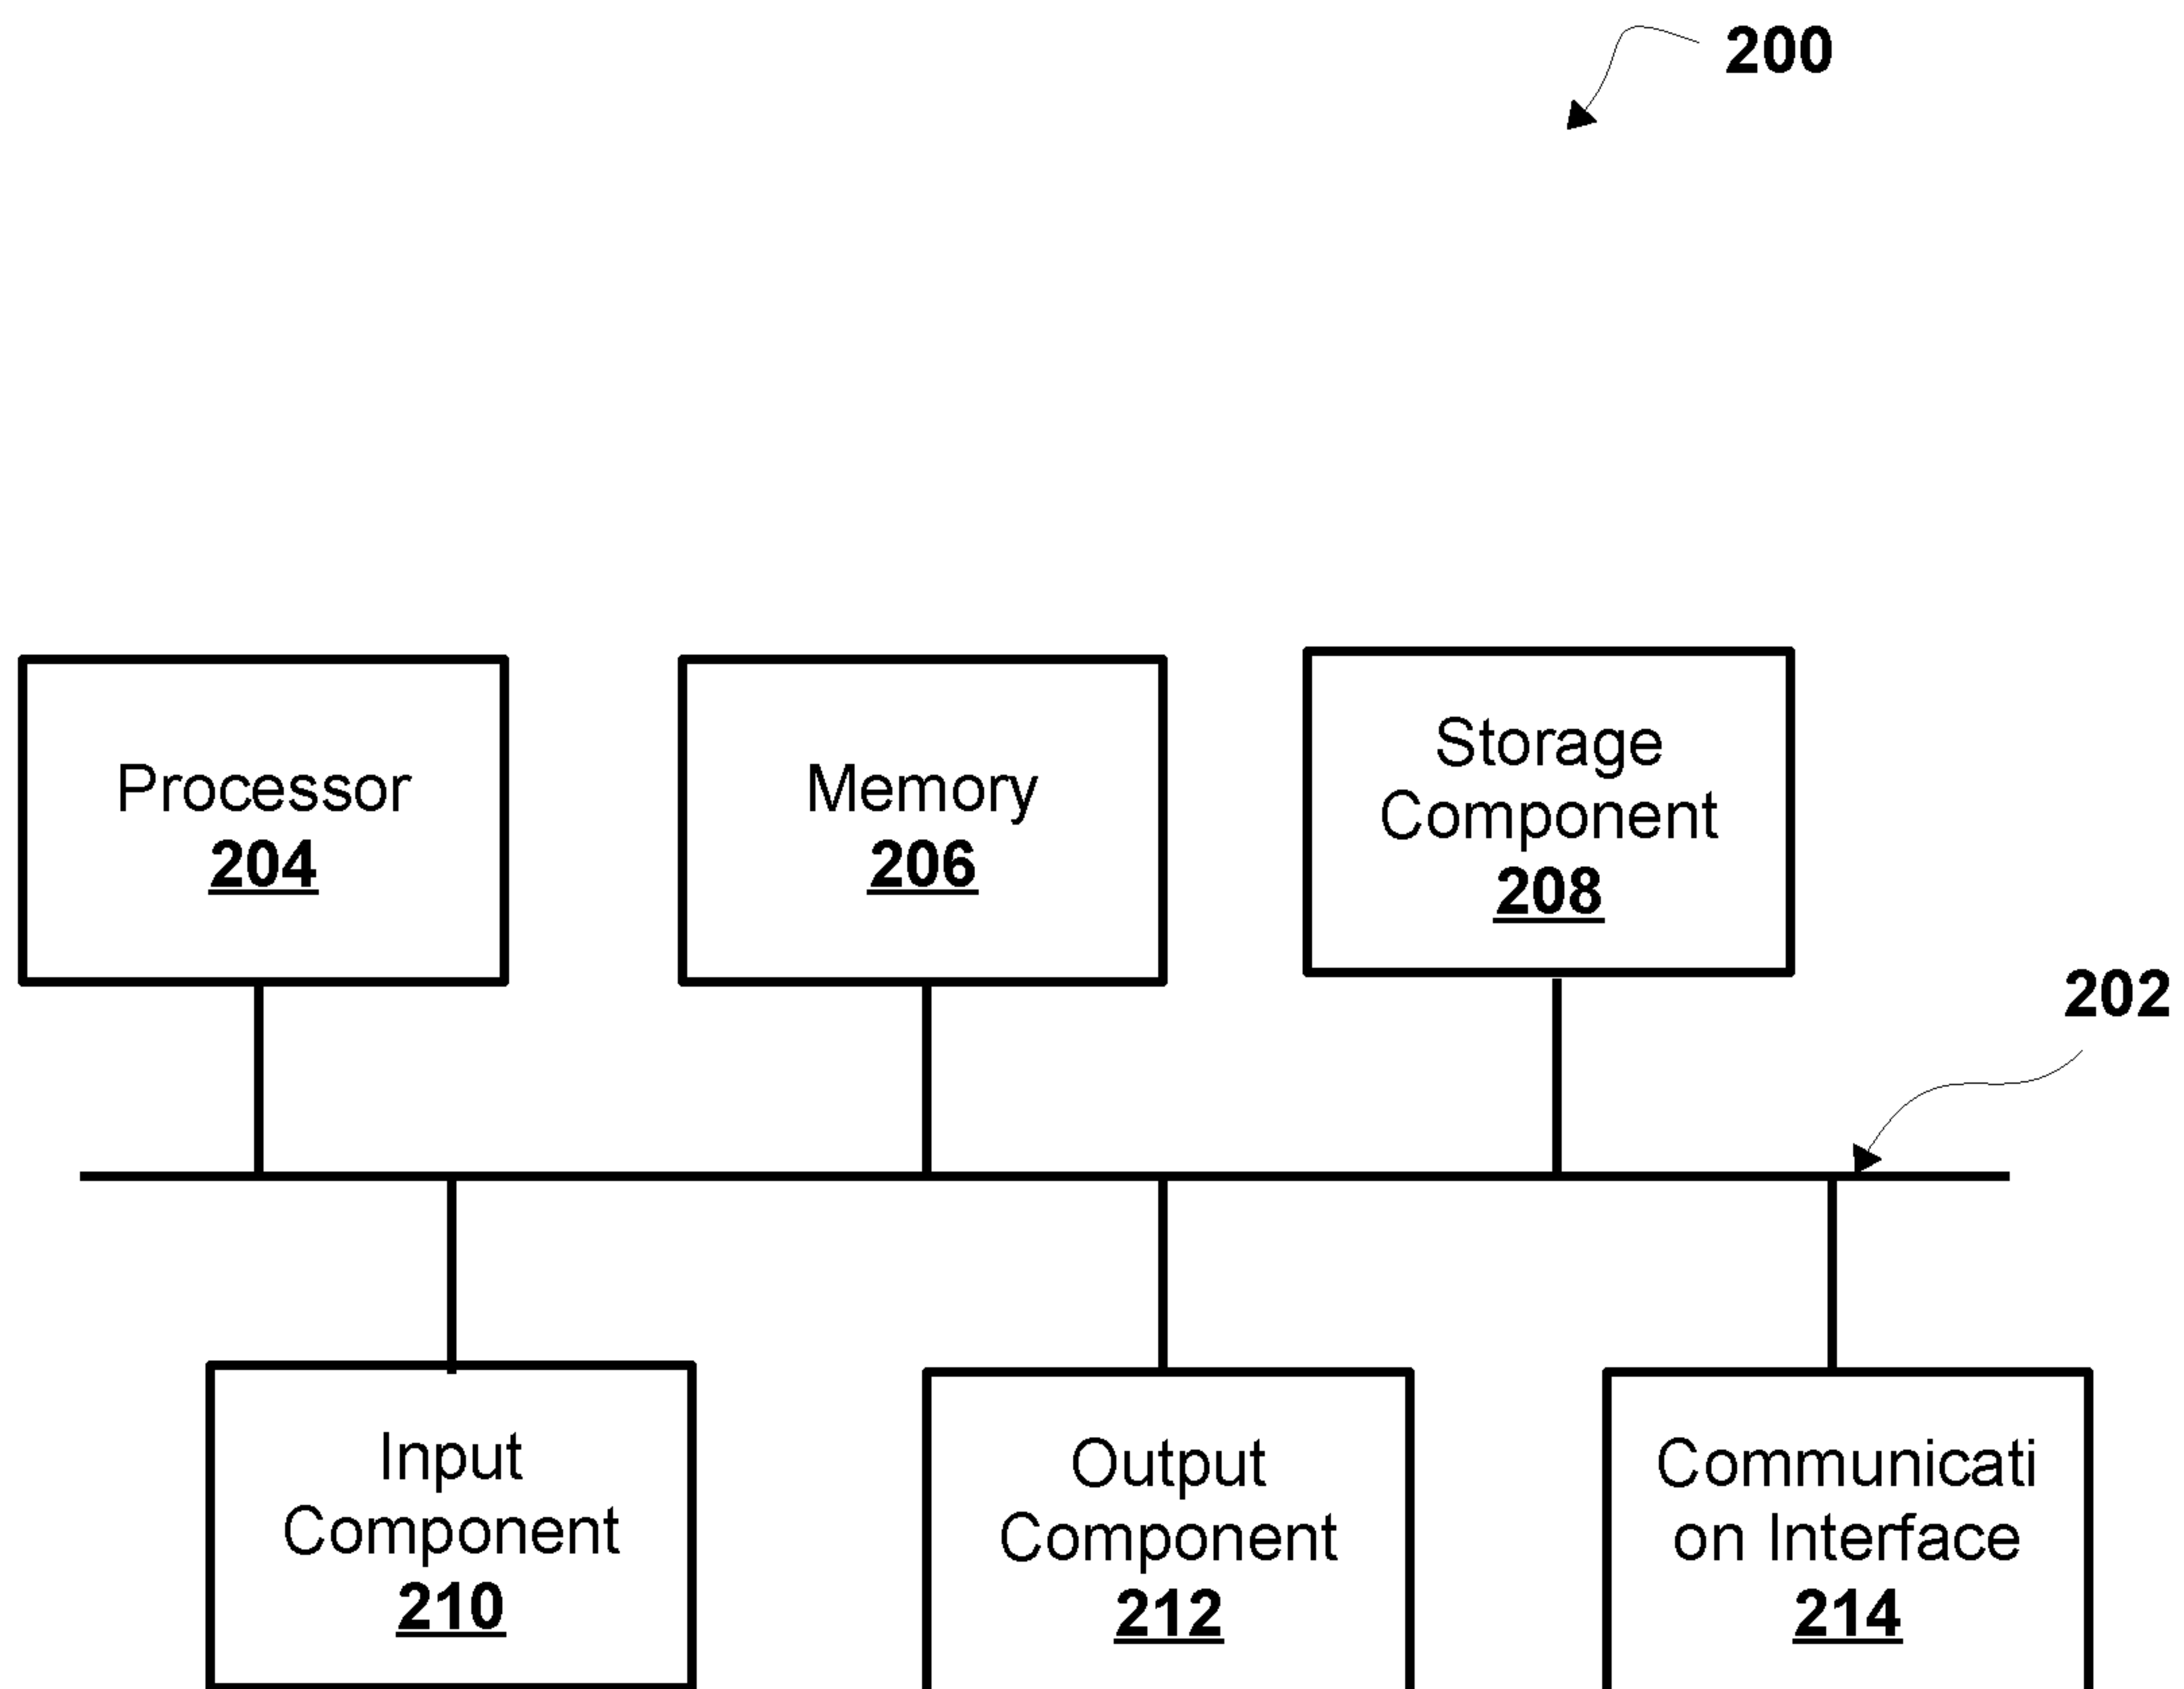 200
Processor
204
Memory
206
Storage
Component
208
202
Input
Component
210
Output
Component
212
Communicati
on Interface
214